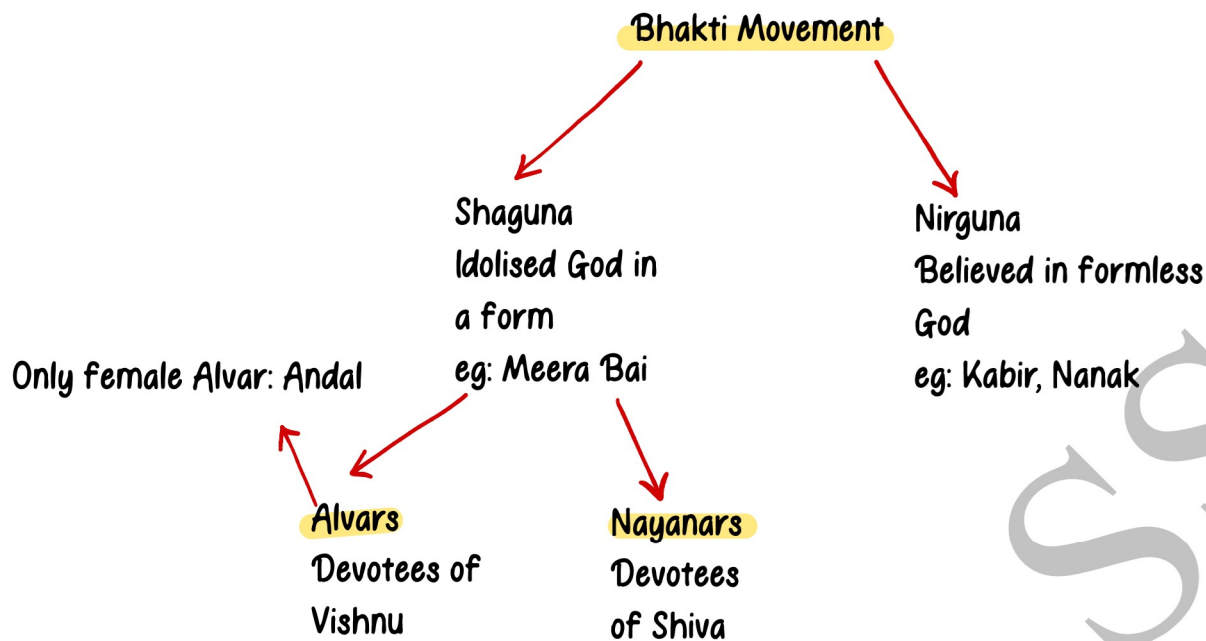 Bhakti Movement
Shaguna
Idolised God in
a form
eg: Meera Bai
Nirguna
Believed in formless
God
eg: Kabir, Nanak
Only female Alvar: Andal
Alvars
Devotees of
Vishnu
Nayanars
Devotees
of Shiva